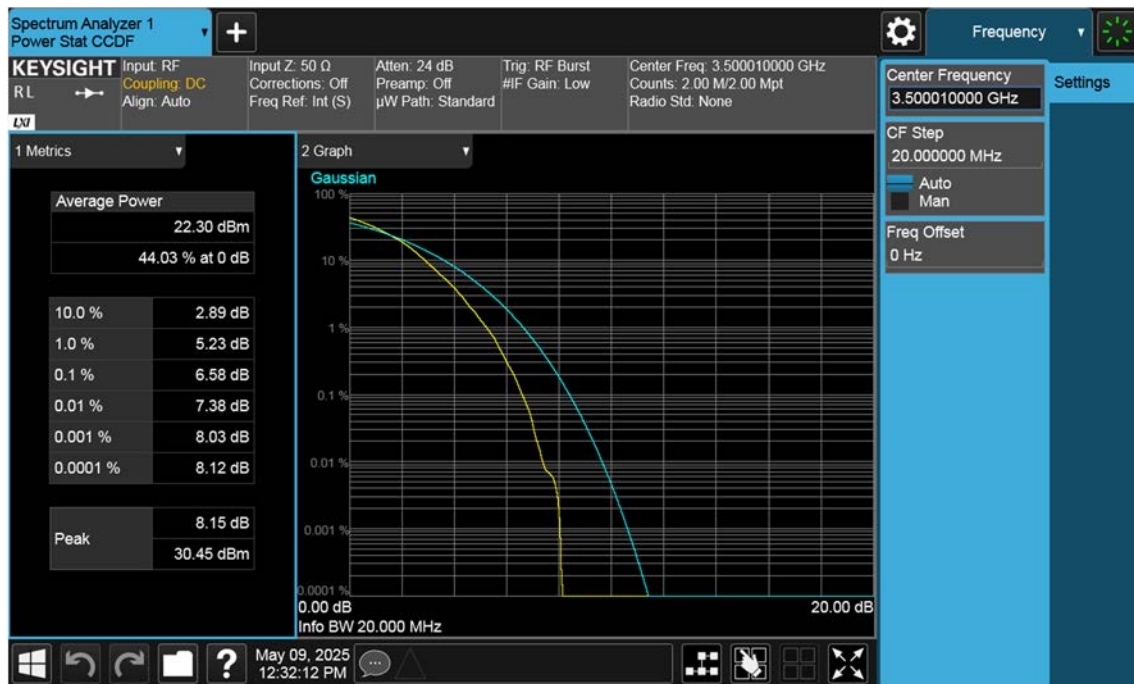 Spectrum Analyzer 1
Power Stat CCDF
+
Frequency
KEYSIGHT
RL
LXI
Input: RF
Coupling: DC
Align: Auto
Input Z: 50 Ω
Corrections: Off
Freq Ref: Int (S)
Atten: 24 dB
Preamp: Off
µW Path: Standard
Trig: RF Burst
#IF Gain: Low
Center Freq: 3.500010000 GHz
Counts: 2.00 M/2.00 Mpt
Radio Std: None
Center Frequency
3.500010000 GHz
Settings
CF Step
20.000000 MHz
Auto
Man
Freq Offset
0 Hz
1 Metrics
Average Power
22.30 dBm
44.03 % at 0 dB
10.0 % 2.89 dB
1.0 % 5.23 dB
0.1 % 6.58 dB
0.01 % 7.38 dB
0.001 % 8.03 dB
0.0001 % 8.12 dB
Peak
8.15 dB
30.45 dBm
2 Graph
Gaussian
100 %
10 %
1 %
0.1 %
0.01 %
0.001 %
0.0001 %
0.00 dB 20.00 dB
Info BW 20.000 MHz
?
May 09, 2025
12:32:12 PM